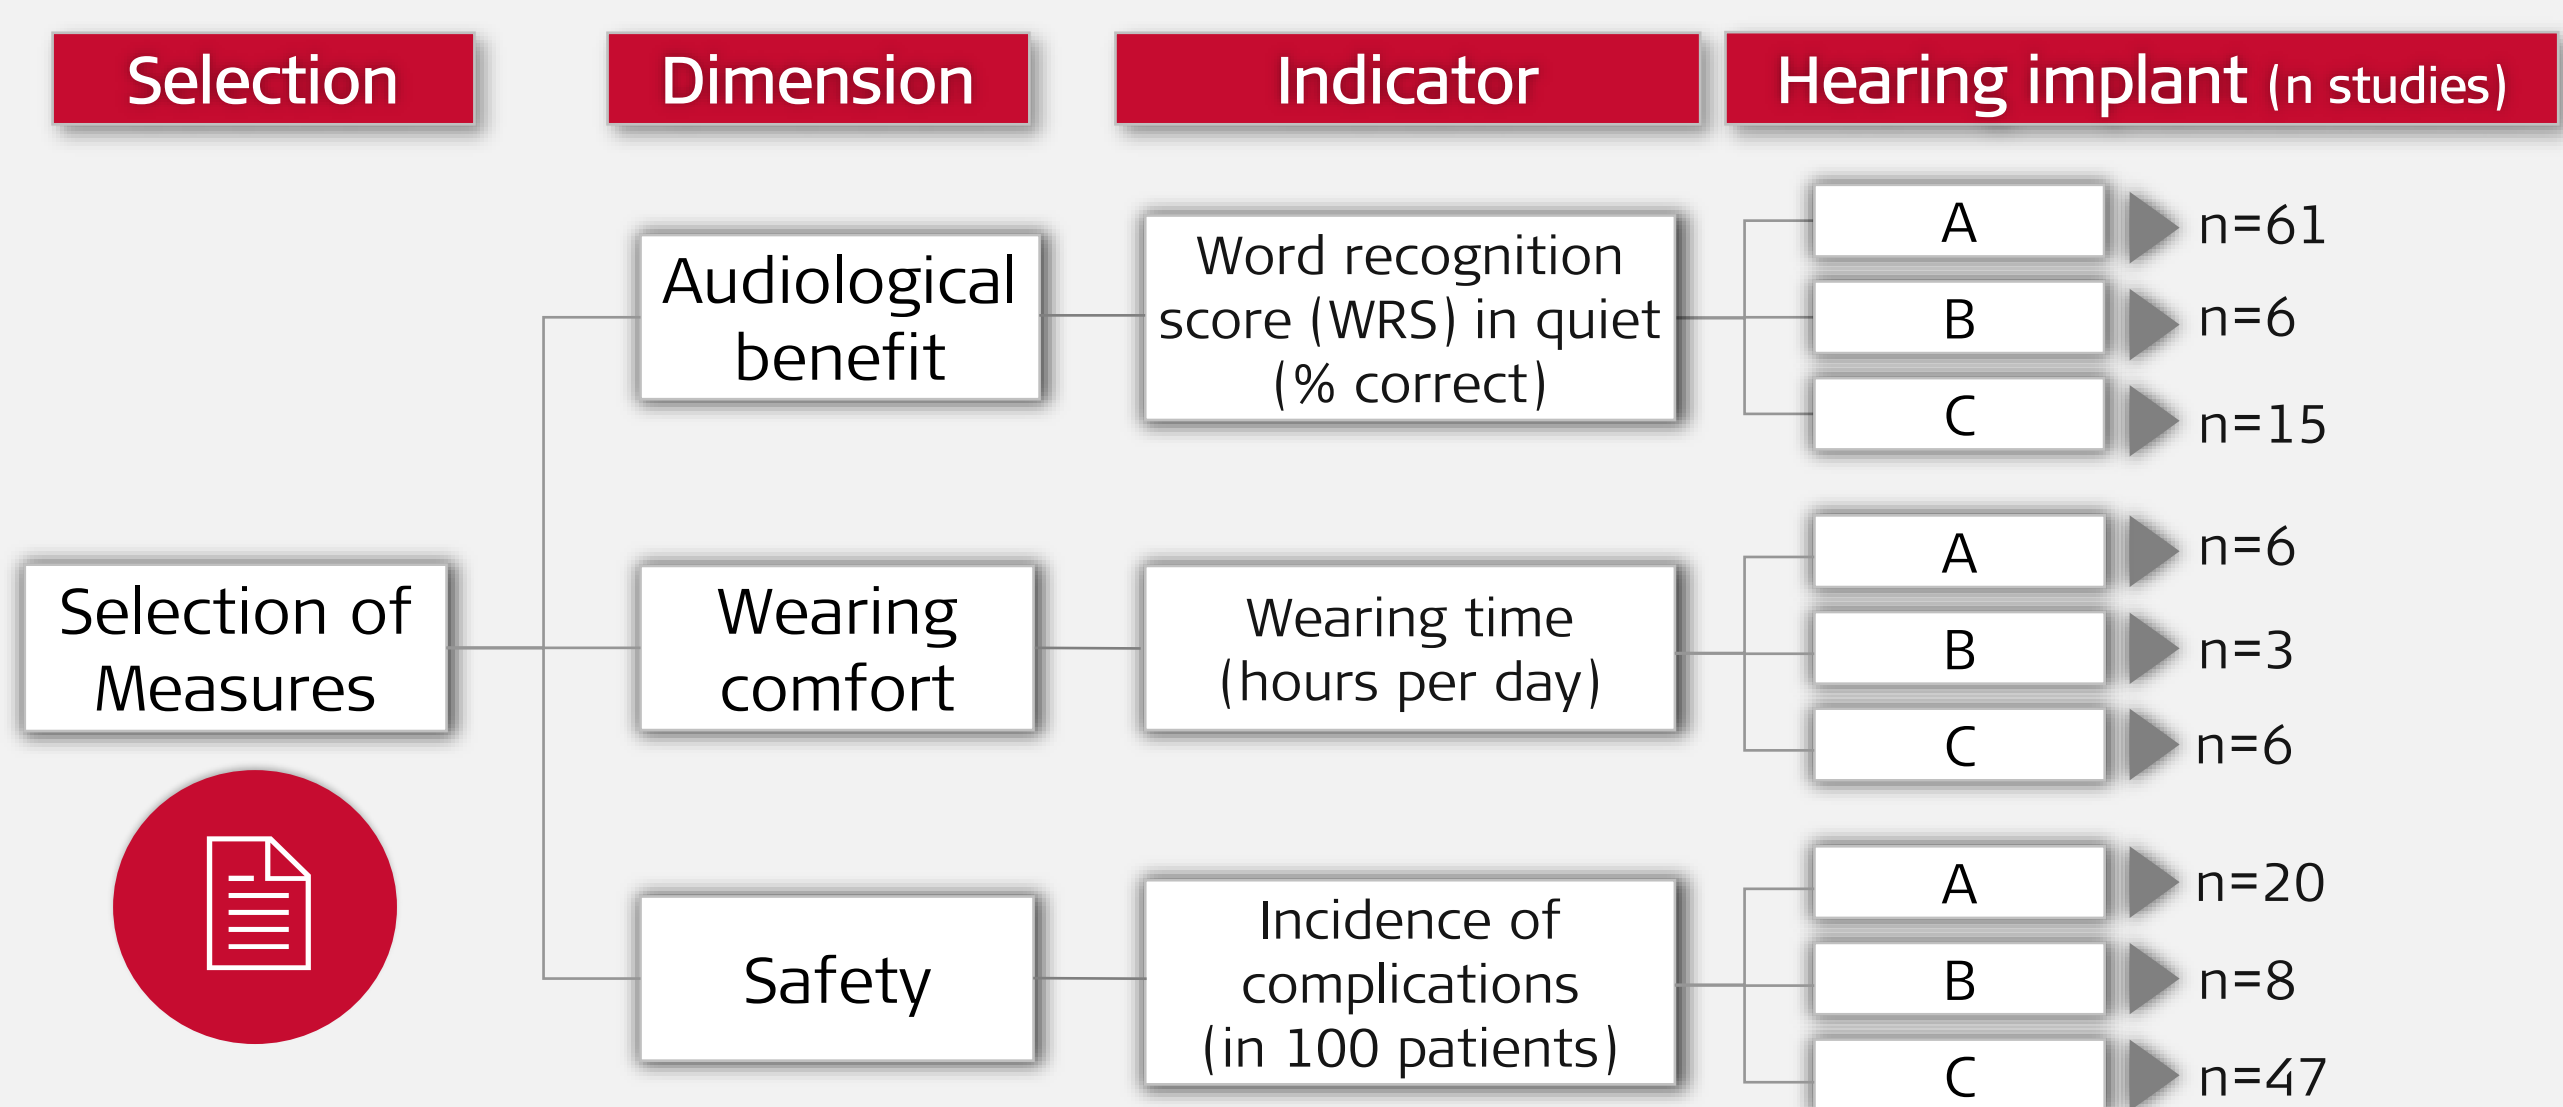 Selection
Dimension
Indicator
Hearing implant (n studies)
Selection of
Measures
Audiological
benefit
Word recognition
score (WRS) in quiet
(% correct)
A
n=61
B
n=6
C
n=15
Wearing
comfort
Wearing time
(hours per day)
A
n=6
B
n=3
C
n=6
Safety
Incidence of
complications
(in 100 patients)
A
n=20
B
n=8
C
n=47